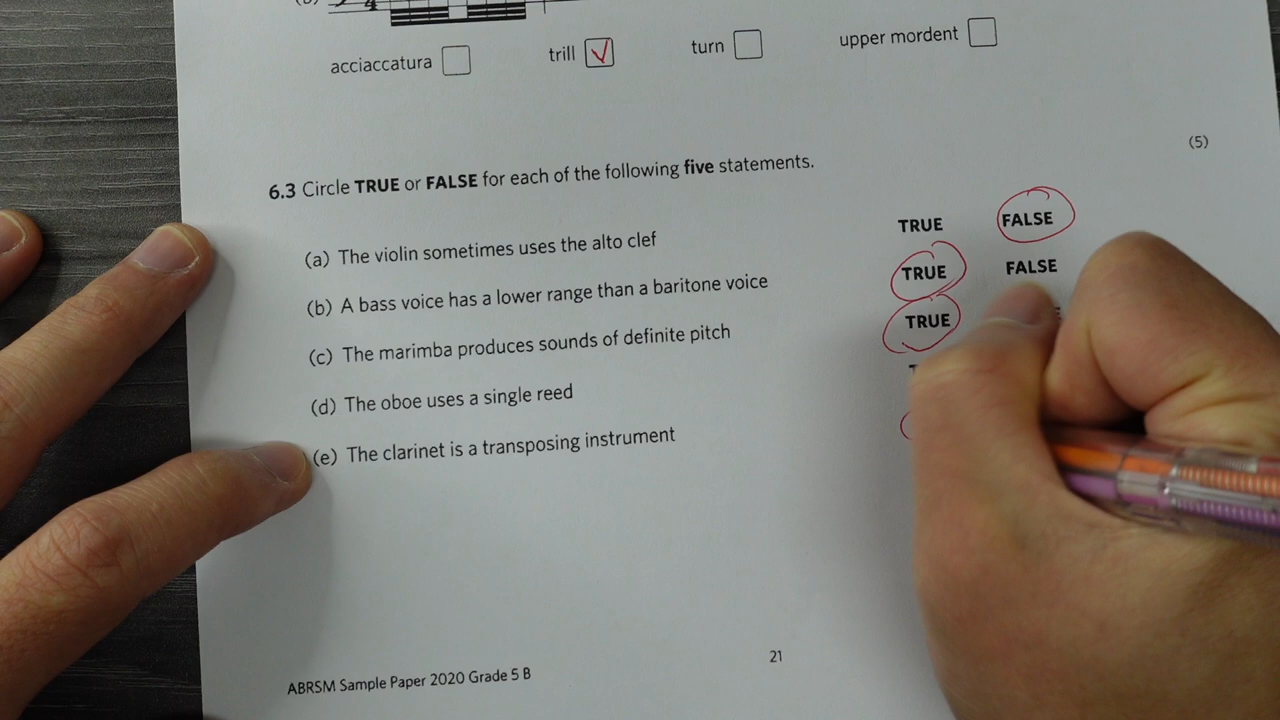 acciaccatura trill turn upper mordent
(5)
6.3 Circle TRUE or FALSE for each of the following five statements.
(a) The violin sometimes uses the alto clef TRUE FALSE
(b) A bass voice has a lower range than a baritone voice TRUE FALSE
(c) The marimba produces sounds of definite pitch TRUE
(d) The oboe uses a single reed
(e) The clarinet is a transposing instrument
ABRSM Sample Paper 2020 Grade 5 B 21